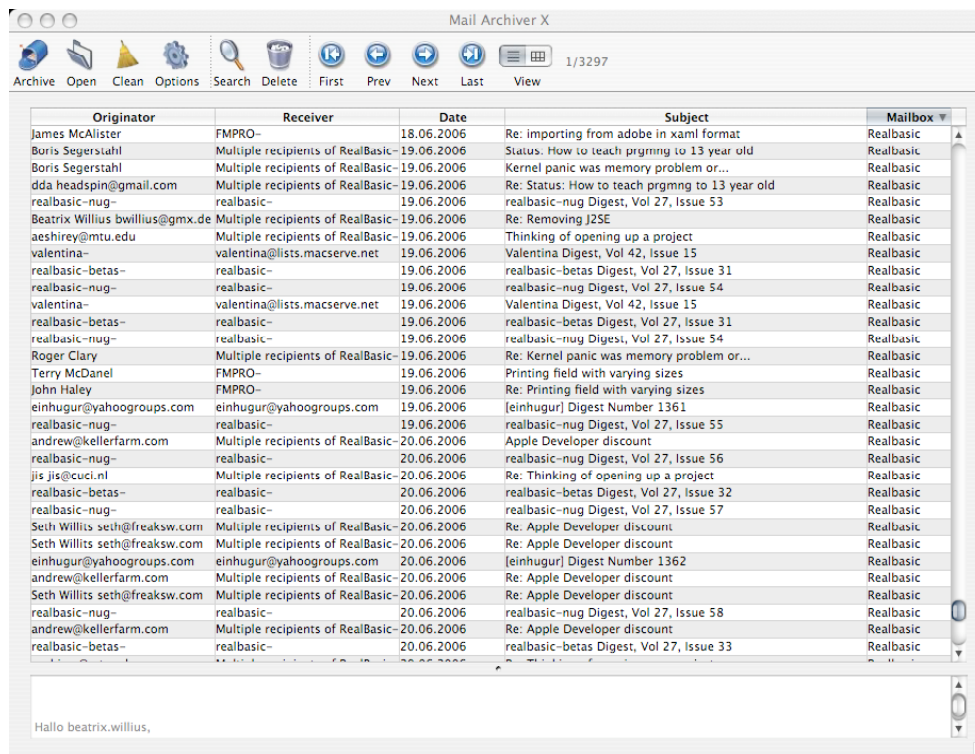 Mail Archiver X
Archive Open Clean Options Search Delete First Prev Next Last View 1/3297
Originator Receiver Date Subject Mailbox
James McAlister FMPRO- 18.06.2006 Re: importing from adobe in xaml format Realbasic
Boris Segerstahl Multiple recipients of RealBasic- 19.06.2006 Status: How to teach prgmng to 13 year old Realbasic
Boris Segerstahl Multiple recipients of RealBasic- 19.06.2006 Kernel panic was memory problem or... Realbasic
dda headspin@gmail.com Multiple recipients of RealBasic- 19.06.2006 Re: Status: How to teach prgmng to 13 year old Realbasic
realbasic-nug- realbasic- 19.06.2006 realbasic-nug Digest, Vol 27, Issue 53 Realbasic
Beatrix Willius bwillius@gmx.de Multiple recipients of RealBasic- 19.06.2006 Re: Removing J2SE Realbasic
aeshirey@mtu.edu Multiple recipients of RealBasic- 19.06.2006 Thinking of opening up a project Realbasic
valentina- valentina@lists.macserve.net 19.06.2006 Valentina Digest, Vol 42, Issue 15 Realbasic
realbasic-betas- realbasic- 19.06.2006 realbasic-betas Digest, Vol 27, Issue 31 Realbasic
realbasic-nug- realbasic- 19.06.2006 realbasic-nug Digest, Vol 27, Issue 54 Realbasic
valentina- valentina@lists.macserve.net 19.06.2006 Valentina Digest, Vol 42, Issue 15 Realbasic
realbasic-betas- realbasic- 19.06.2006 realbasic-betas Digest, Vol 27, Issue 31 Realbasic
realbasic-nug- realbasic- 19.06.2006 realbasic-nug Digest, Vol 27, Issue 54 Realbasic
Roger Clary Multiple recipients of RealBasic- 19.06.2006 Re: Kernel panic was memory problem or... Realbasic
Terry McDanel FMPRO- 19.06.2006 Printing field with varying sizes Realbasic
John Haley FMPRO- 19.06.2006 Re: Printing field with varying sizes Realbasic
einhugur@yahoogroups.com einhugur@yahoogroups.com 19.06.2006 [einhugur] Digest Number 1361 Realbasic
realbasic-nug- realbasic- 19.06.2006 realbasic-nug Digest, Vol 27, Issue 55 Realbasic
andrew@kellerfarm.com Multiple recipients of RealBasic- 20.06.2006 Apple Developer discount Realbasic
realbasic-nug- realbasic- 20.06.2006 realbasic-nug Digest, Vol 27, Issue 56 Realbasic
jis jis@cuci.nl Multiple recipients of RealBasic- 20.06.2006 Re: Thinking of opening up a project Realbasic
realbasic-betas- realbasic- 20.06.2006 realbasic-betas Digest, Vol 27, Issue 32 Realbasic
realbasic-nug- realbasic- 20.06.2006 realbasic-nug Digest, Vol 27, Issue 57 Realbasic
Seth Willits seth@freaksw.com Multiple recipients of RealBasic- 20.06.2006 Re: Apple Developer discount Realbasic
Seth Willits seth@freaksw.com Multiple recipients of RealBasic- 20.06.2006 Re: Apple Developer discount Realbasic
einhugur@yahoogroups.com einhugur@yahoogroups.com 20.06.2006 [einhugur] Digest Number 1362 Realbasic
andrew@kellerfarm.com Multiple recipients of RealBasic- 20.06.2006 Re: Apple Developer discount Realbasic
Seth Willits seth@freaksw.com Multiple recipients of RealBasic- 20.06.2006 Re: Apple Developer discount Realbasic
realbasic-nug- realbasic- 20.06.2006 realbasic-nug Digest, Vol 27, Issue 58 Realbasic
andrew@kellerfarm.com Multiple recipients of RealBasic- 20.06.2006 Re: Apple Developer discount Realbasic
realbasic-betas- realbasic- 20.06.2006 realbasic-betas Digest, Vol 27, Issue 33 Realbasic
Hallo beatrix.willius,